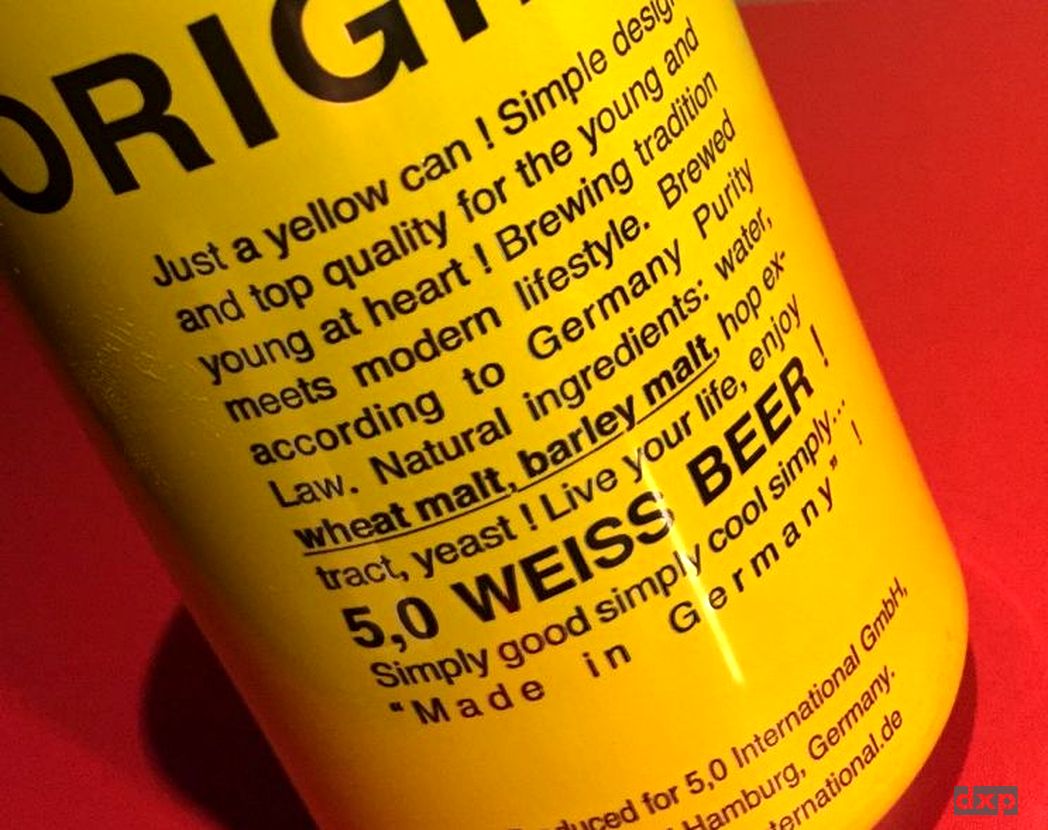 ORIGI
Just a yellow can ! Simple design
and top quality for the young and
young at heart ! Brewing tradition
meets modern lifestyle. Brewed
according to Germany Purity
Law. Natural ingredients: water,
wheat malt, barley malt, hop ex-
tract, yeast ! Live your life, enjoy
5,0 WEISS BEER !
Simply good simply cool simply...
"Made in Germany" !
duced for 5,0 International GmbH,
Hamburg, Germany.
ternational.de
dxp